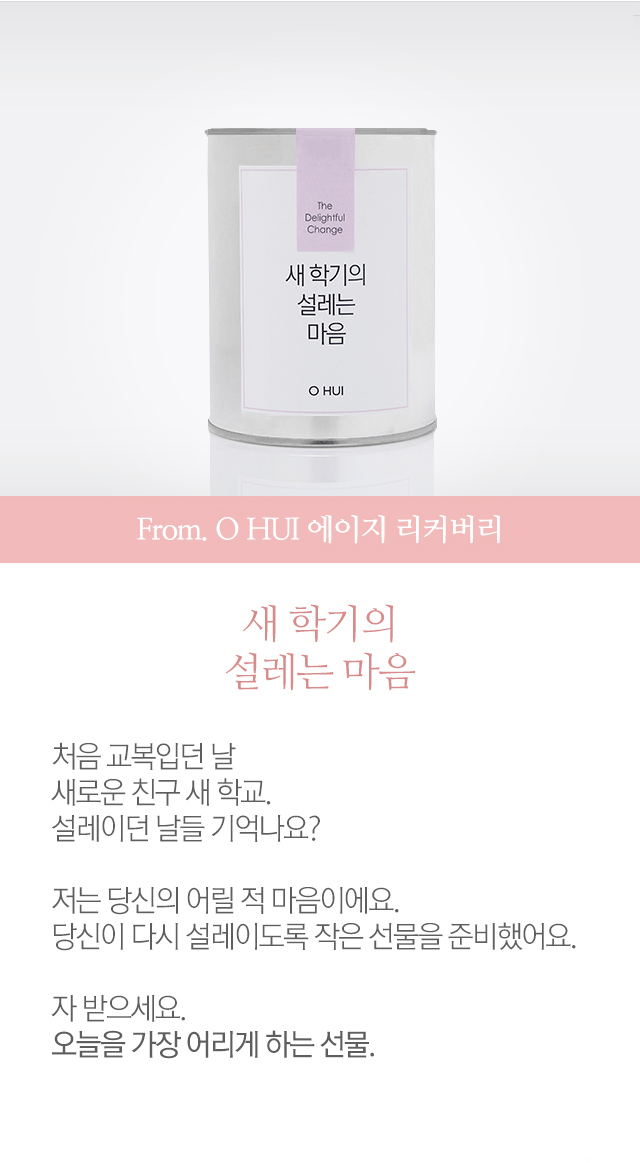 The
Delightful
Change
새 학기의
설레는
마음
O HUI
From. O HUI 에이지 리커버리
새 학기의
설레는 마음
처음 교복입던 날
새로운 친구 새 학교.
설레이던 날들 기억나요?
저는 당신의 어릴 적 마음이에요.
당신이 다시 설레이도록 작은 선물을 준비했어요.
자 받으세요.
오늘을 가장 어리게 하는 선물.